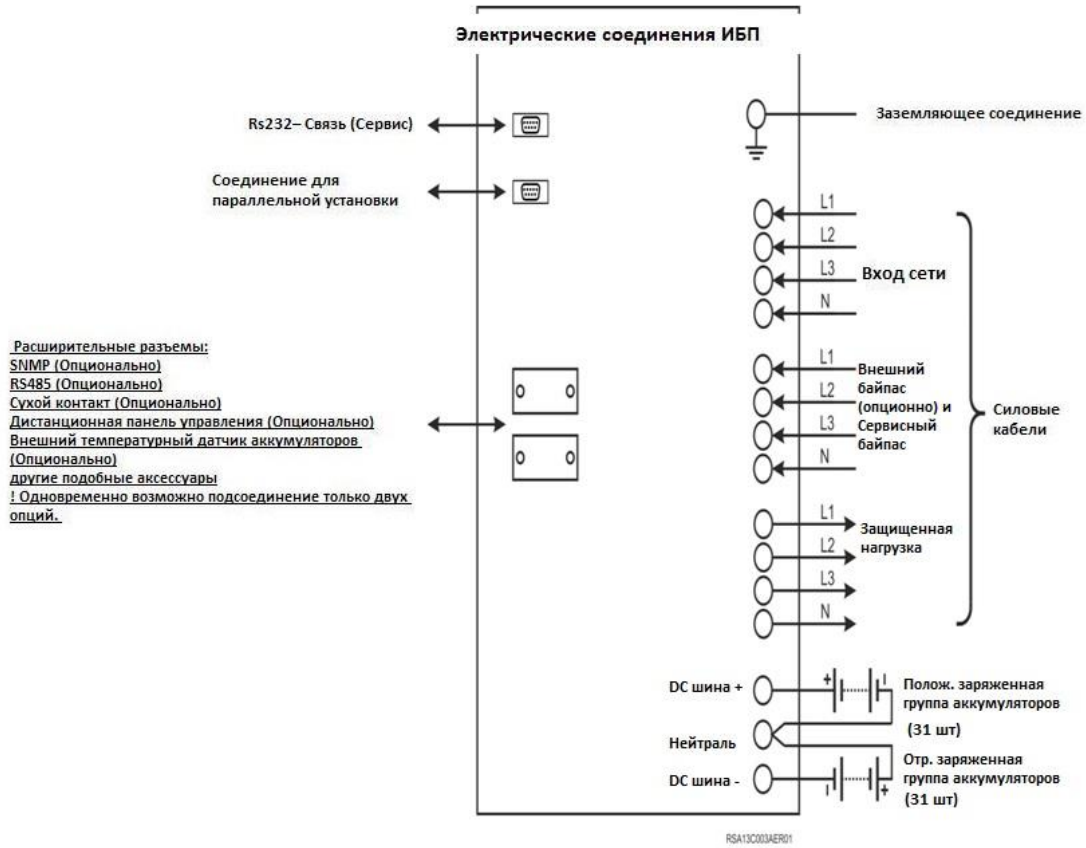 Электрические соединения ИБП
Rs232– Связь (Сервис)
Соединение для
параллельной установки
Расширительные разъемы:
SNMP (Опционально)
RS485 (Опционально)
Сухой контакт (Опционально)
Дистанционная панель управления (Опционально)
Внешний температурный датчик аккумуляторов
(Опционально)
другие подобные аксессуары
! Одновременно возможно подсоединение только двух
опций.
Заземляющее соединение
L1
L2
L3
N
Вход сети
L1
L2
L3
N
Внешний
байпас
(опционно) и
Сервисный
байпас
L1
L2
L3
N
Защищенная
нагрузка
Силовые
кабели
DC шина +
Нейтраль
DC шина -
+
–
Полож. заряженная
группа аккумуляторов
(31 шт)
–
+
Отр. заряженная
группа аккумуляторов
(31 шт)
RSA13C003AER01